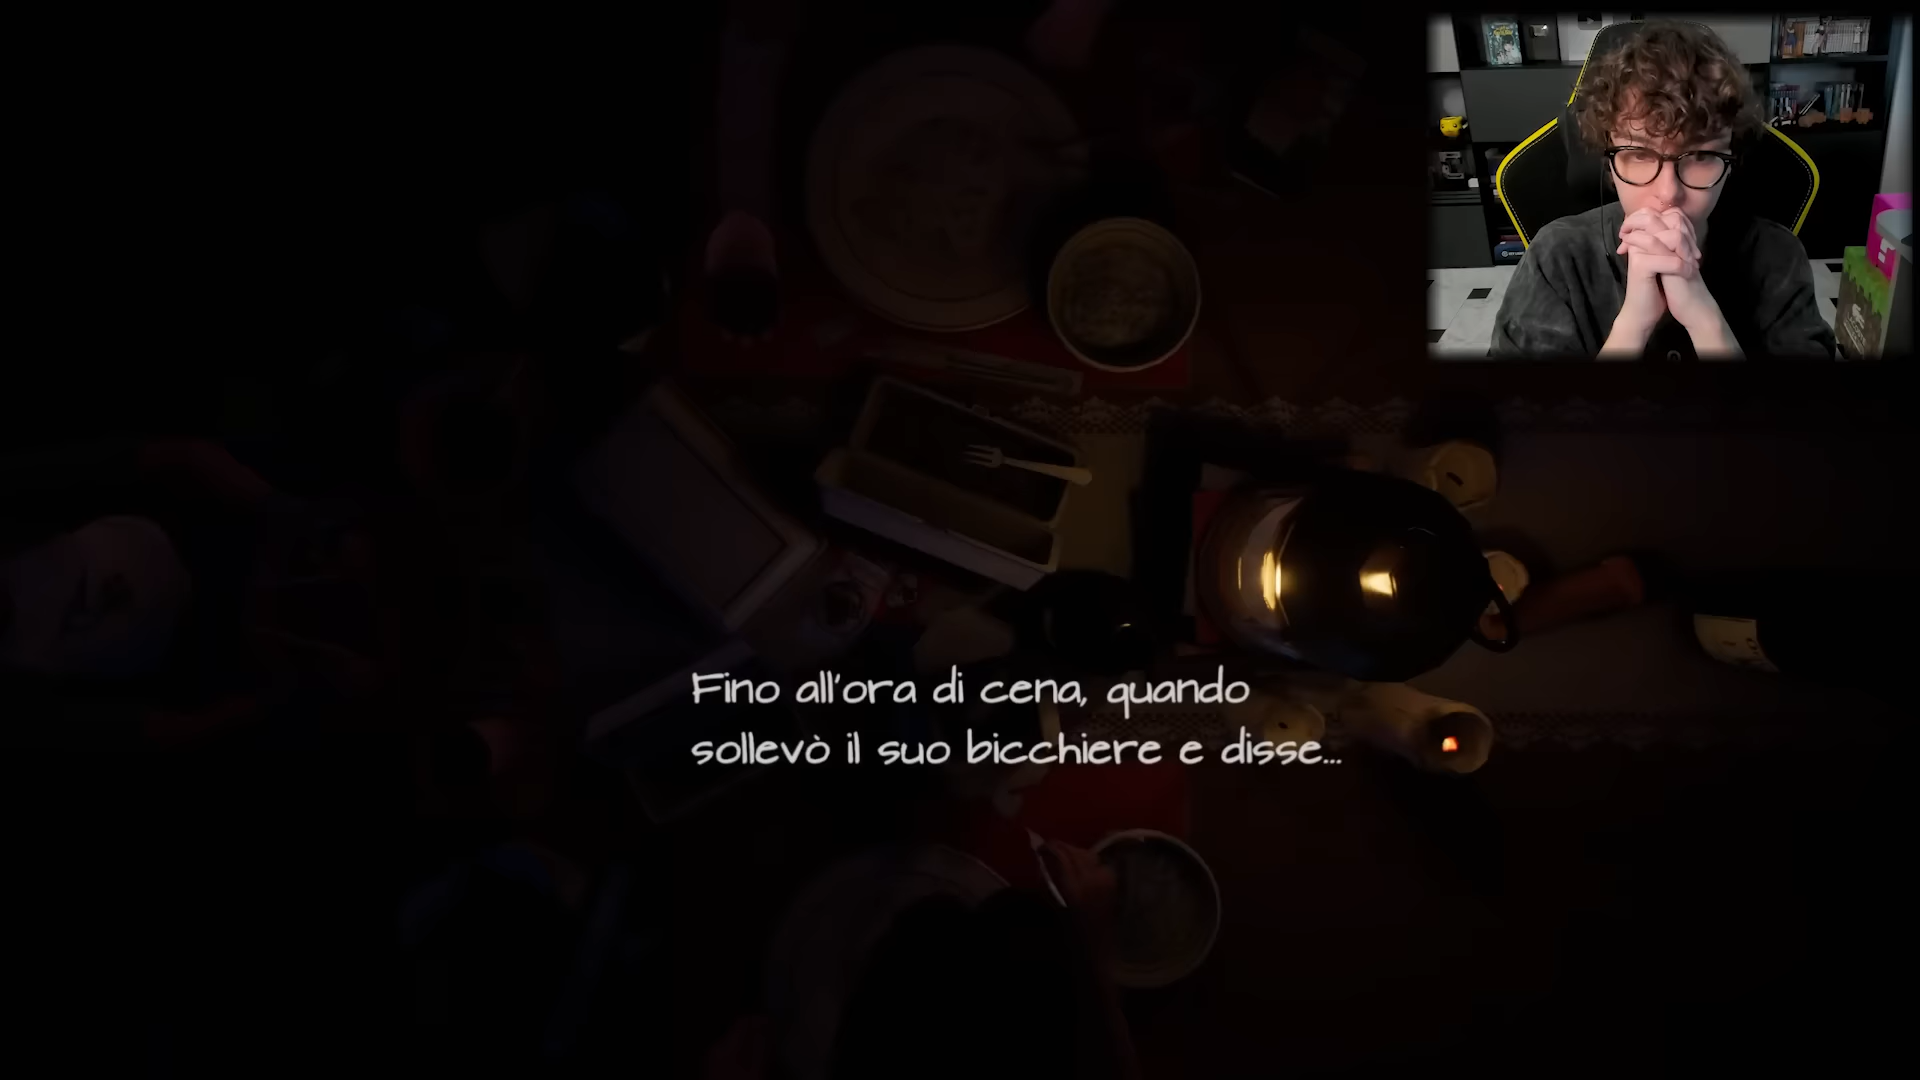 Fino all'ora di cena, quando
sollevò il suo bicchiere e disse...